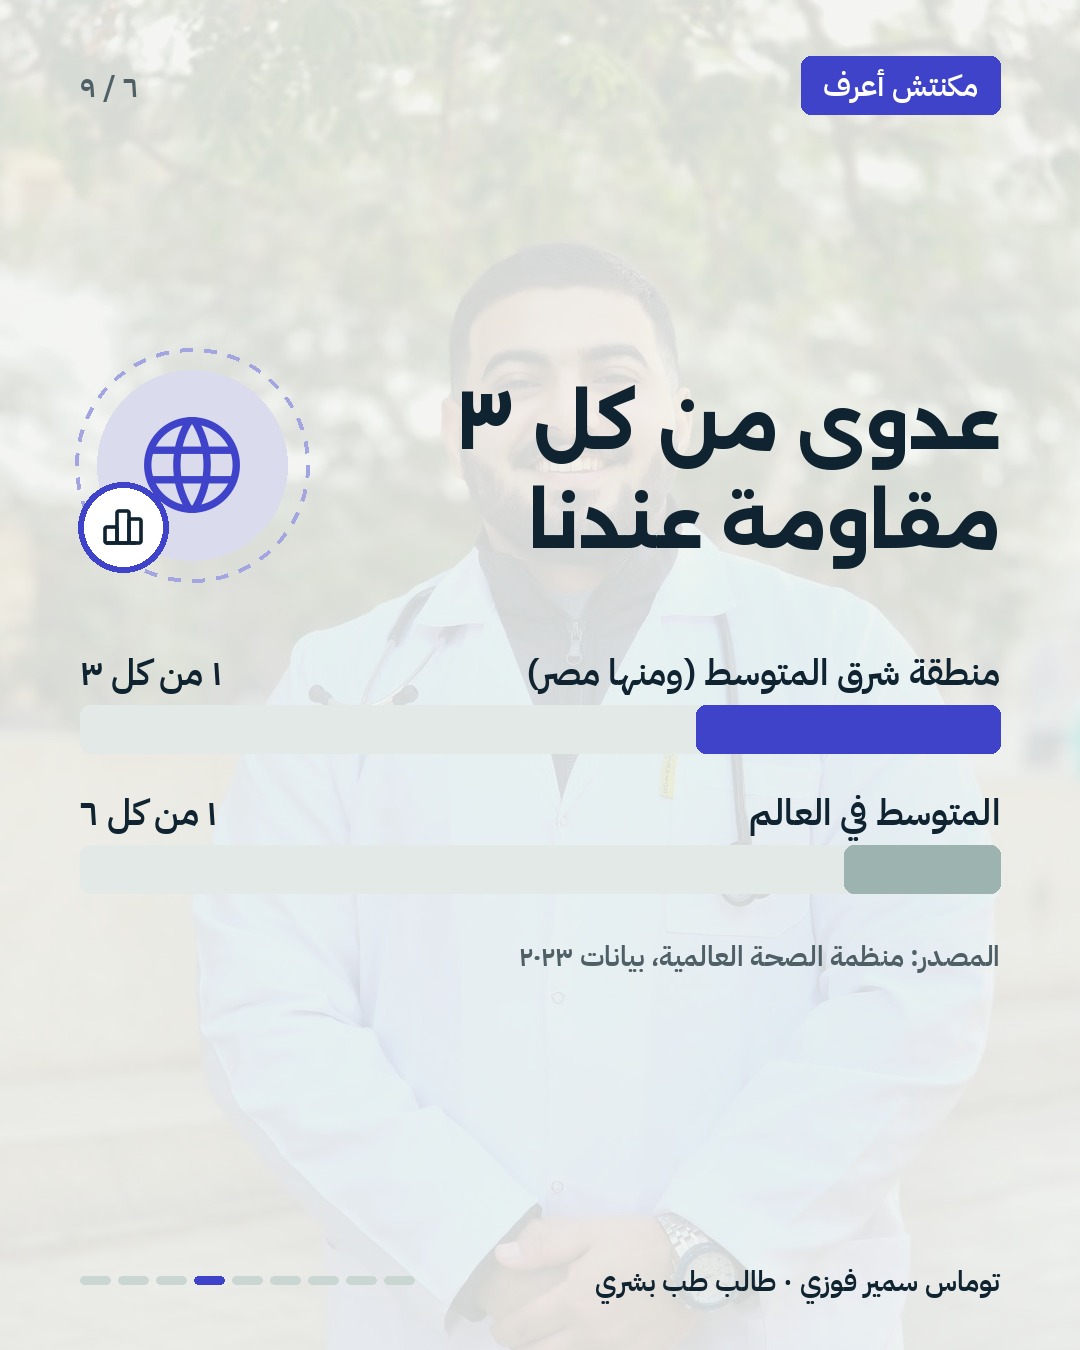 مكنتش أعرف
٦ / ٩
عدوى من كل ٣
مقاومة عندنا
منطقة شرق المتوسط (ومنها مصر)
١ من كل ٣
المتوسط في العالم
١ من كل ٦
المصدر: منظمة الصحة العالمية، بيانات ٢٠٢٣
توماس سمير فوزي · طالب طب بشري